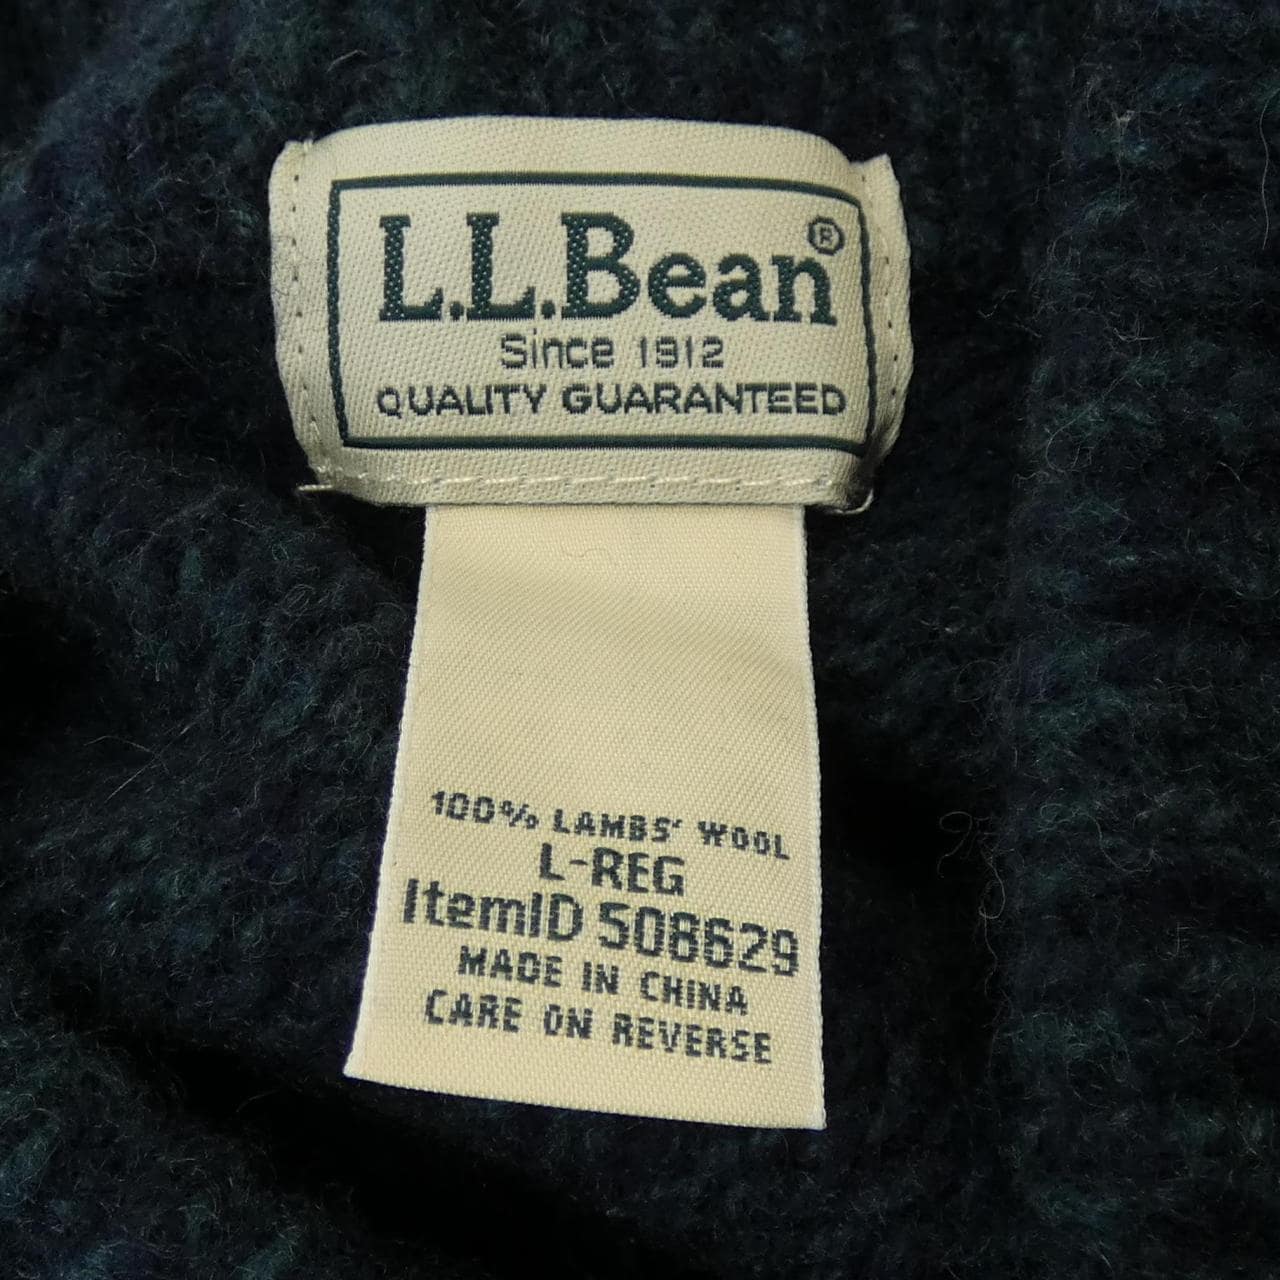 L.L.Bean®
Since 1912
QUALITY GUARANTEED
100% LAMBS' WOOL
L-REG
ItemID 508629
MADE IN CHINA
CARE ON REVERSE